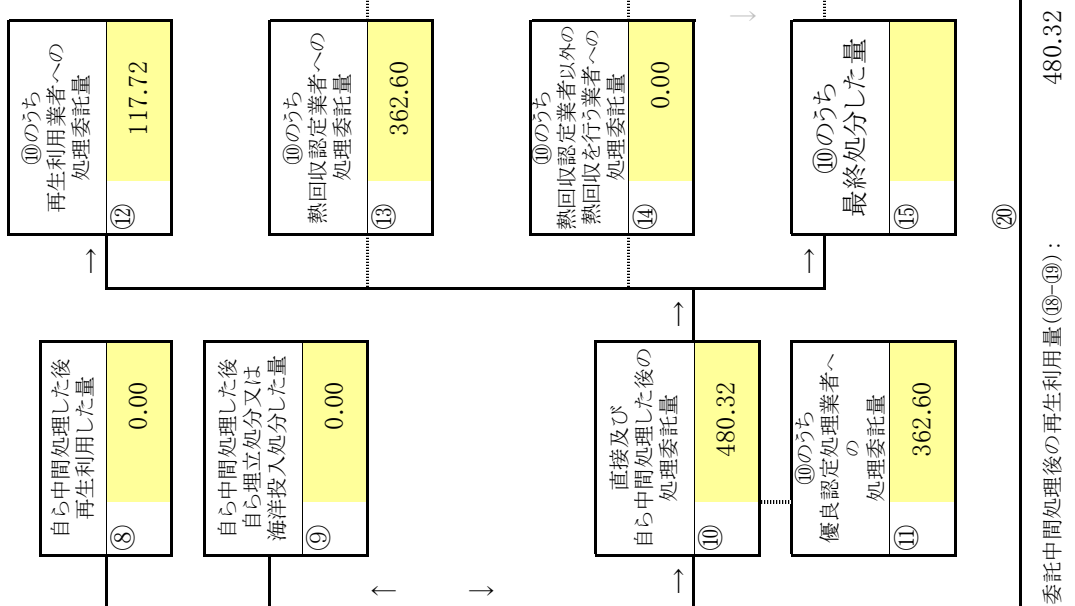 ⑧
自ら中間処理した後
再生利用した量
0.00
⑨
自ら中間処理した後
自ら埋立処分又は
海洋投入処分した量
0.00
↑
↓
→
⑩
直接及び
自ら中間処理した後の
処理委託量
480.32
⑪
⑩のうち
優良認定処理業者へ
の
処理委託量
362.60
→
→
⑫
⑩のうち
再生利用業者への
処理委託量
117.72
⑬
⑩のうち
熱回収認定業者への
処理委託量
362.60
⑭
⑩のうち
熱回収認定業者以外の
熱回収を行う業者への
処理委託量
0.00
→
⑮
⑩のうち
最終処分した量
↓
⑳
委託中間処理後の再生利用量(⑱-⑲): 480.32